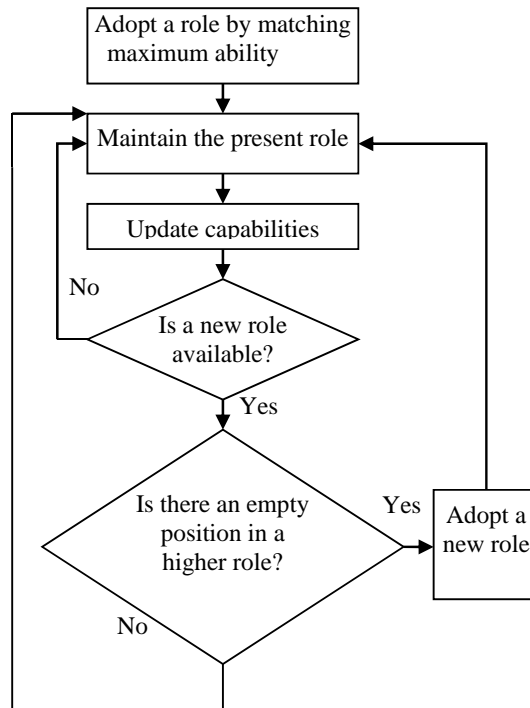 Adopt a role by matching
maximum ability
Maintain the present role
Update capabilities
No
Is a new role
available?
Yes
Is there an empty
position in a
higher role?
Yes
Adopt a
new role
No